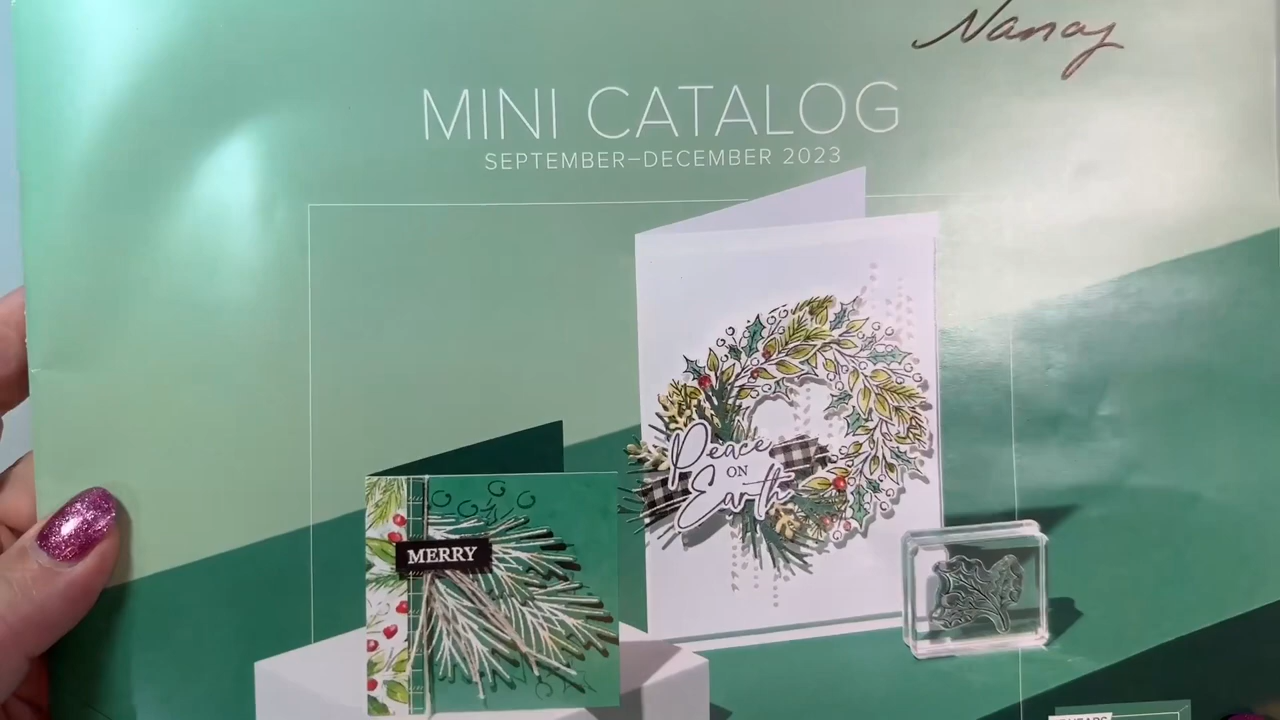 Nancy
MINI CATALOG
SEPTEMBER–DECEMBER 2023
Peace
ON
Earth
MERRY